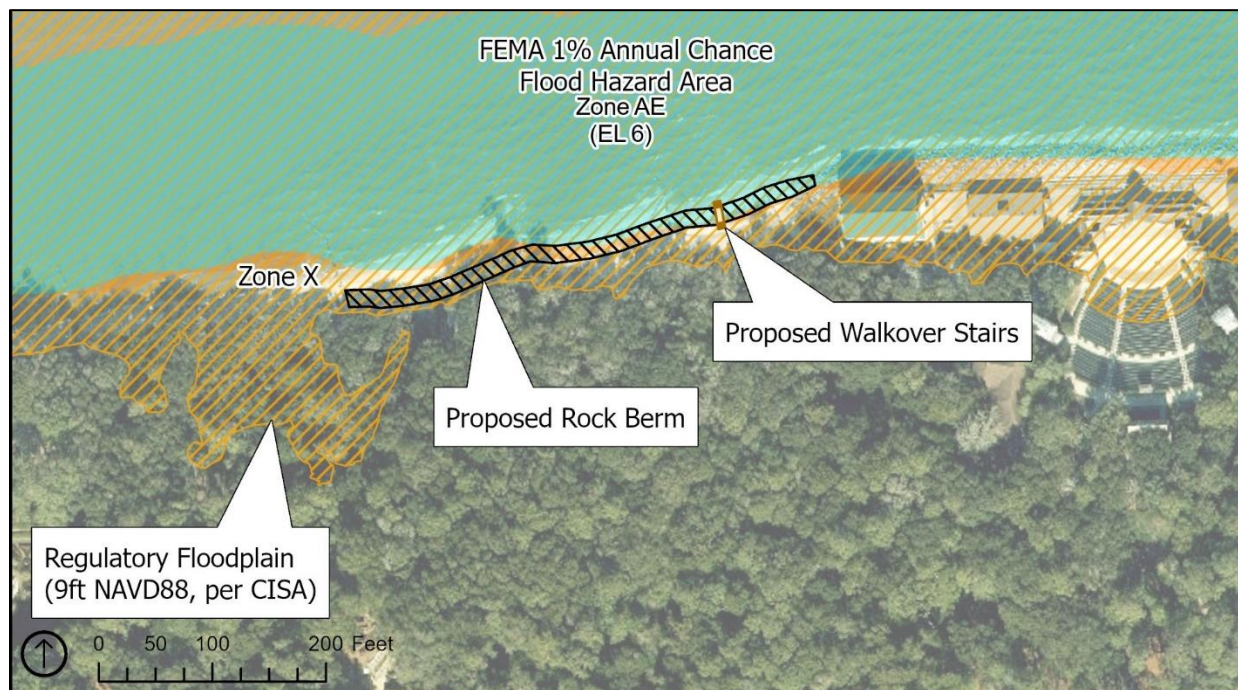 FEMA 1% Annual Chance
Flood Hazard Area
Zone AE
(EL 6)
Zone X
Proposed Walkover Stairs
Proposed Rock Berm
Regulatory Floodplain
(9ft NAVD88, per CISA)
0 50 100 200 Feet